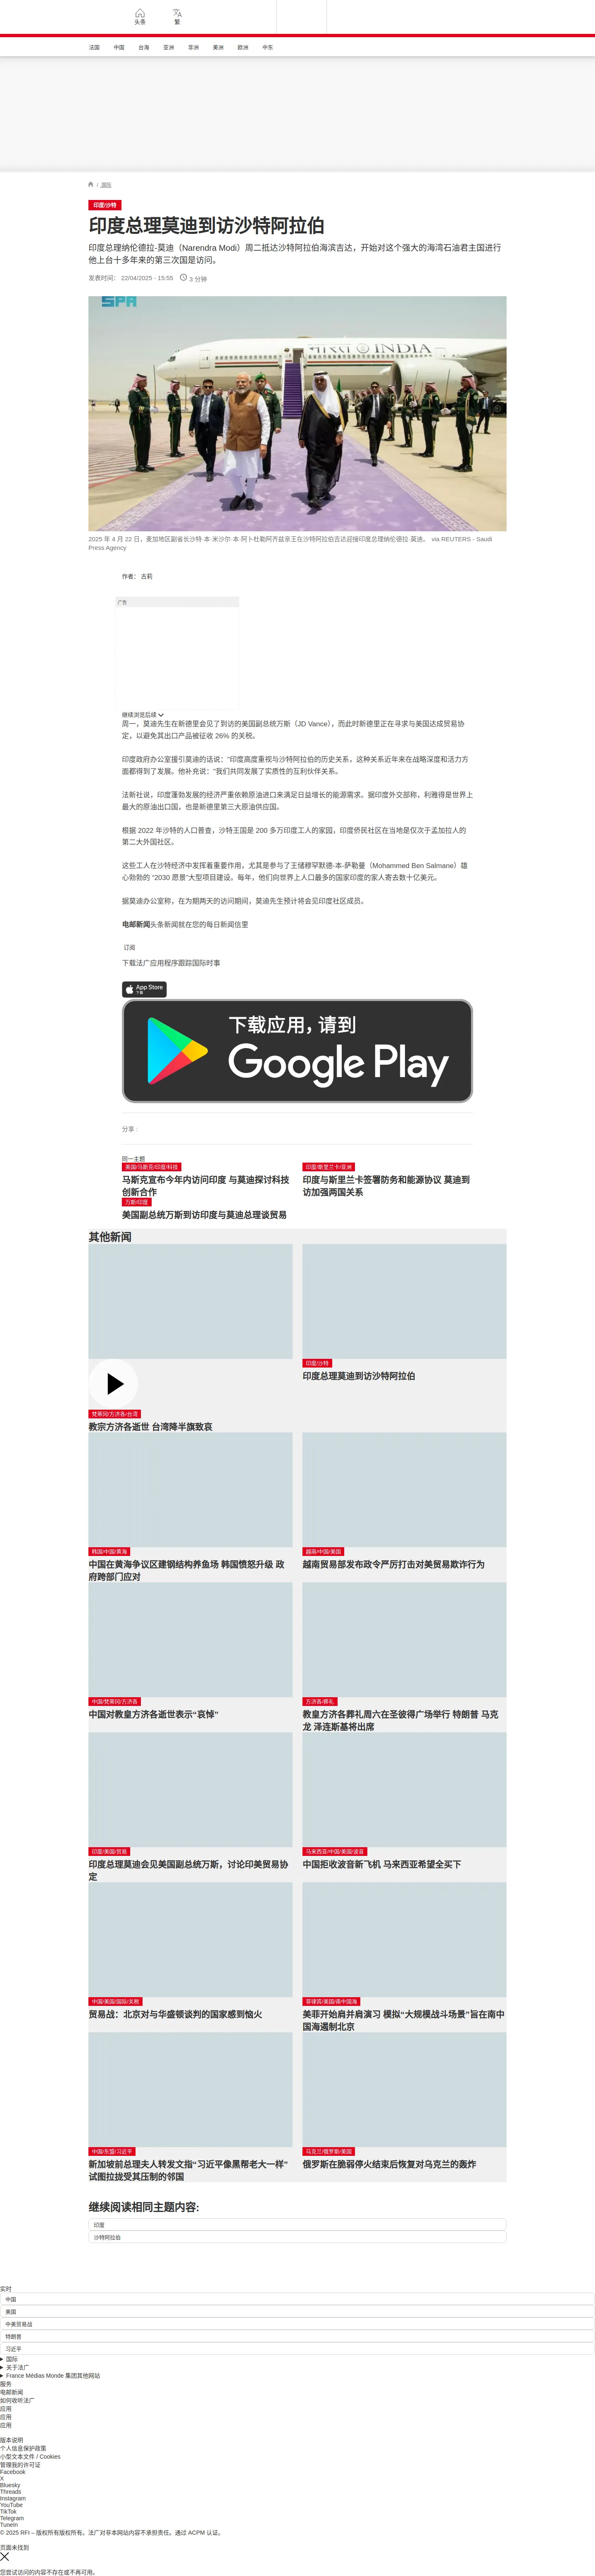 头条
繁
法国
中国
台海
亚洲
非洲
美洲
欧洲
中东
/ 国际
印度/沙特
印度总理莫迪到访沙特阿拉伯
印度总理纳伦德拉-莫迪（Narendra Modi）周二抵达沙特阿拉伯海滨吉达，开始对这个强大的海湾石油君主国进行
他上台十多年来的第三次国是访问。
发表时间： 22/04/2025 - 15:55
3 分钟
SPA
INDIA
2025 年 4 月 22 日，麦加地区副省长沙特·本·米沙尔·本·阿卜杜勒阿齐兹亲王在沙特阿拉伯吉达迎接印度总理纳伦德拉·莫迪。 via REUTERS - Saudi
Press Agency
作者： 古莉
广告
继续浏览后续
周一，莫迪先生在新德里会见了到访的美国副总统万斯（JD Vance），而此时新德里正在寻求与美国达成贸易协
定，以避免其出口产品被征收 26% 的关税。
印度政府办公室援引莫迪的话说："印度高度重视与沙特阿拉伯的历史关系，这种关系近年来在战略深度和活力方
面都得到了发展。他补充说："我们共同发展了实质性的互利伙伴关系。
法新社说，印度蓬勃发展的经济严重依赖原油进口来满足日益增长的能源需求。据印度外交部称，利雅得是世界上
最大的原油出口国，也是新德里第三大原油供应国。
根据 2022 年沙特的人口普查，沙特王国是 200 多万印度工人的家园，印度侨民社区在当地是仅次于孟加拉人的
第二大外国社区。
这些工人在沙特经济中发挥着重要作用，尤其是参与了王储穆罕默德-本-萨勒曼（Mohammed Ben Salmane）雄
心勃勃的 “2030 愿景”大型项目建设。每年，他们向世界上人口最多的国家印度的家人寄去数十亿美元。
据莫迪办公室称，在为期两天的访问期间，莫迪先生预计将会见印度社区成员。
电邮新闻头条新闻就在您的每日新闻信里
订阅
下载法广应用程序跟踪国际时事
App Store
下载
下载应用，请到
Google Play
分享 :
同一主题
美国/马斯克/印度/科技
马斯克宣布今年内访问印度 与莫迪探讨科技
创新合作
印度/斯里兰卡/亚洲
印度与斯里兰卡签署防务和能源协议 莫迪到
访加强两国关系
万斯/印度
美国副总统万斯到访印度与莫迪总理谈贸易
其他新闻
梵蒂冈/方济各/台湾
教宗方济各逝世 台湾降半旗致哀
印度/沙特
印度总理莫迪到访沙特阿拉伯
韩国/中国/黄海
中国在黄海争议区建钢结构养鱼场 韩国愤怒升级 政
府跨部门应对
越南/中国/美国
越南贸易部发布政令严厉打击对美贸易欺诈行为
中国/梵蒂冈/方济各
中国对教皇方济各逝世表示“哀悼”
方济各/葬礼
教皇方济各葬礼周六在圣彼得广场举行 特朗普 马克
龙 泽连斯基将出席
印度/美国/贸易
印度总理莫迪会见美国副总统万斯，讨论印美贸易协
定
马来西亚/中国/美国/波音
中国拒收波音新飞机 马来西亚希望全买下
中国/美国/国际/关税
贸易战：北京对与华盛顿谈判的国家感到恼火
菲律宾/美国/南中国海
美菲开始肩并肩演习 模拟“大规模战斗场景”旨在南中
国海遏制北京
中国/东盟/习近平
新加坡前总理夫人转发文指“习近平像黑帮老大一样”
试图拉拢受其压制的邻国
乌克兰/俄罗斯/美国
俄罗斯在脆弱停火结束后恢复对乌克兰的轰炸
继续阅读相同主题内容:
印度
沙特阿拉伯
实时
中国
美国
中美贸易战
特朗普
习近平
国际
关于法广
France Médias Monde 集团其他网站
服务
电邮新闻
如何收听法广
应用
应用
应用
版本说明
个人信息保护政策
小型文本文件 / Cookies
管理我的许可证
Facebook
X
Bluesky
Threads
Instagram
YouTube
TikTok
Telegram
TuneIn
© 2025 RFI – 版权所有版权所有。法广对非本网站内容不承担责任。通过 ACPM 认证。
页面未找到
您尝试访问的内容不存在或不再可用。